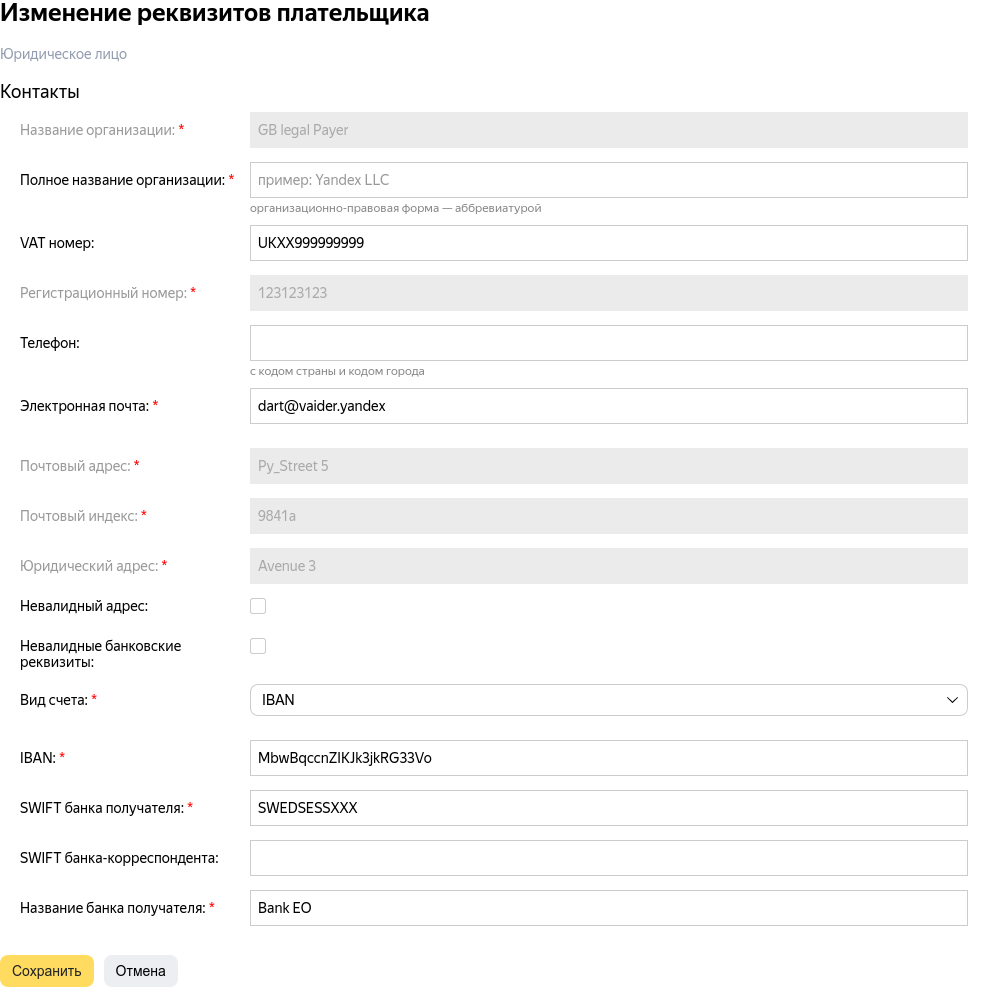 Изменение реквизитов плательщика
Юридическое лицо
Контакты
Название организации: * GB legal Payer
Полное название организации: * пример: Yandex LLC
организационно-правовая форма — аббревиатурой
VAT номер: UKXX999999999
Регистрационный номер: * 123123123
Телефон:
с кодом страны и кодом города
Электронная почта: * dart@vaider.yandex
Почтовый адрес: * Py_Street 5
Почтовый индекс: * 9841a
Юридический адрес: * Avenue 3
Невалидный адрес:
Невалидные банковские
реквизиты:
Вид счета: * IBAN
IBAN: * MbwBqccnZIKJk3jkRG33Vo
SWIFT банка получателя: * SWEDSESSXXX
SWIFT банка-корреспондента:
Название банка получателя: * Bank EO
Сохранить Отмена